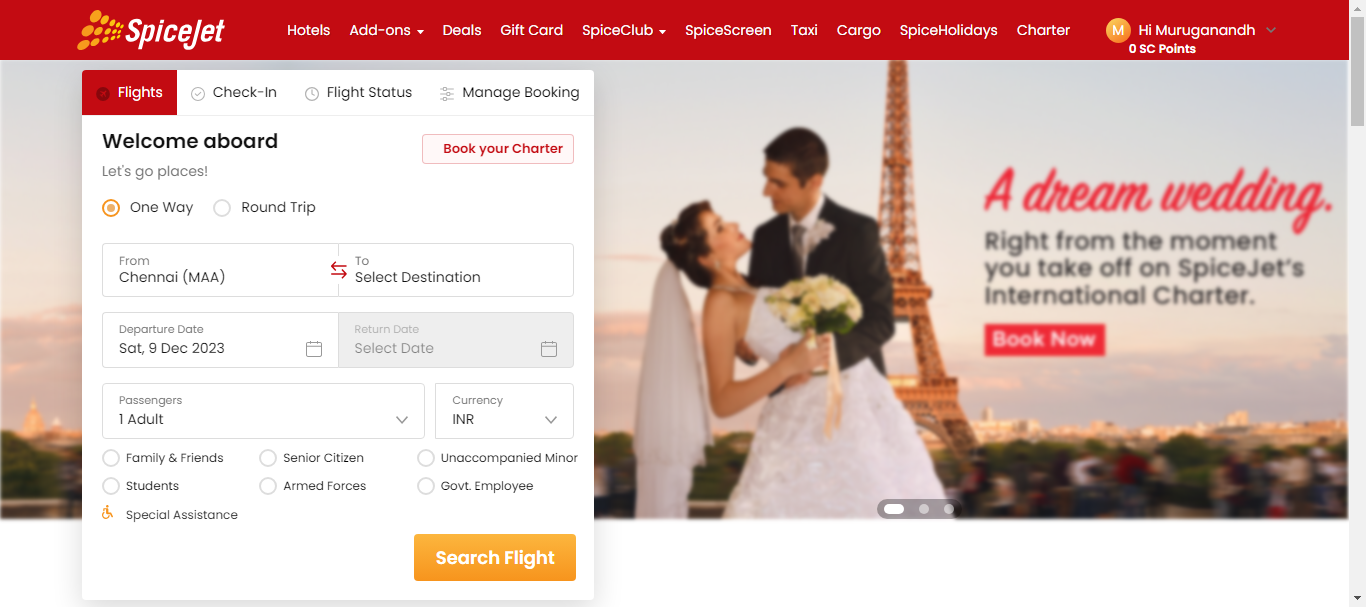 SpiceJet
Hotels Add-ons Deals Gift Card SpiceClub SpiceScreen Taxi Cargo SpiceHolidays Charter
M Hi Muruganandh
0 SC Points
Flights Check-In Flight Status Manage Booking
Welcome aboard
Book your Charter
Let's go places!
One Way Round Trip
From To
Chennai (MAA) Select Destination
Departure Date Return Date
Sat, 9 Dec 2023 Select Date
Passengers Currency
1 Adult INR
Family & Friends Senior Citizen Unaccompanied Minor
Students Armed Forces Govt. Employee
Special Assistance
Search Flight
A dream wedding.
Right from the moment
you take off on SpiceJet's
International Charter.
Book Now